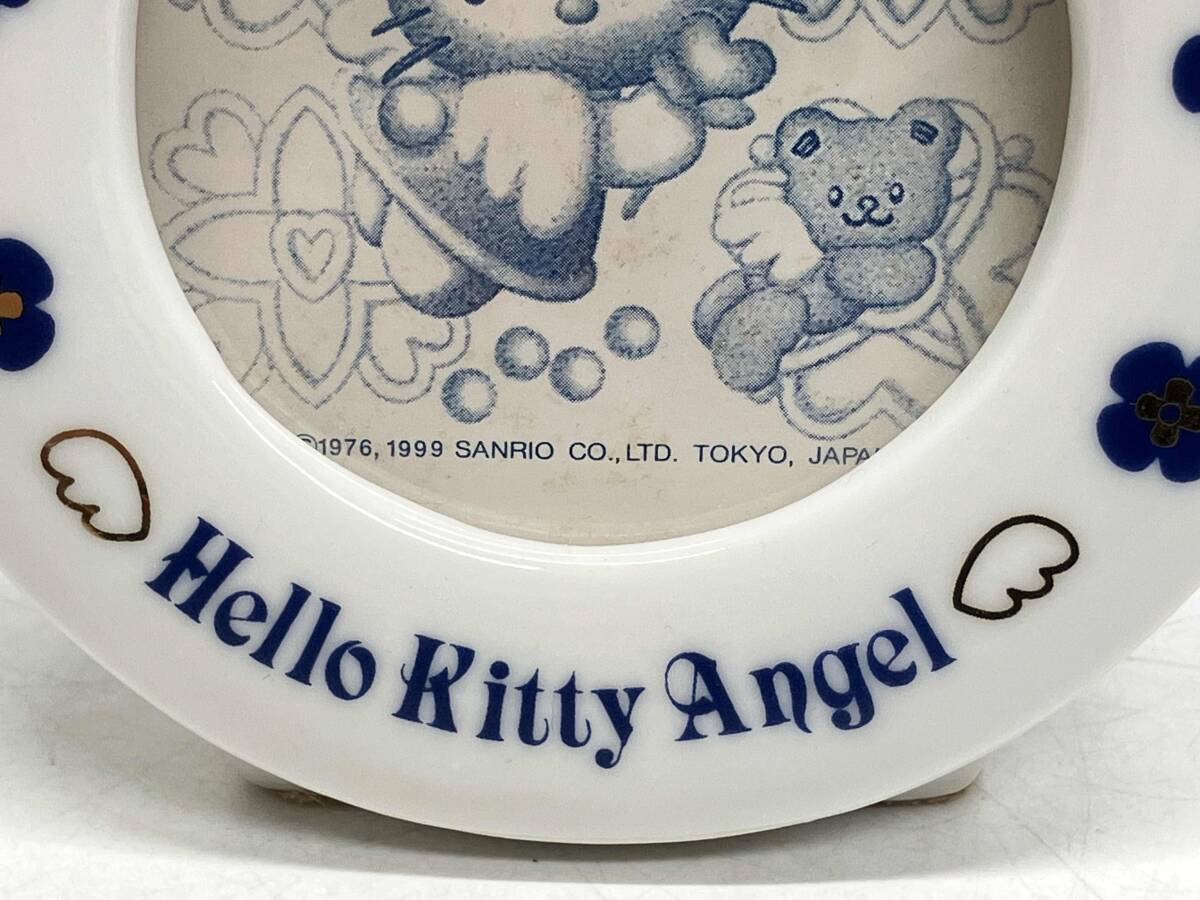 ©1976, 1999 SANRIO CO., LTD. TOKYO, JAPA
Hello Kitty Angel